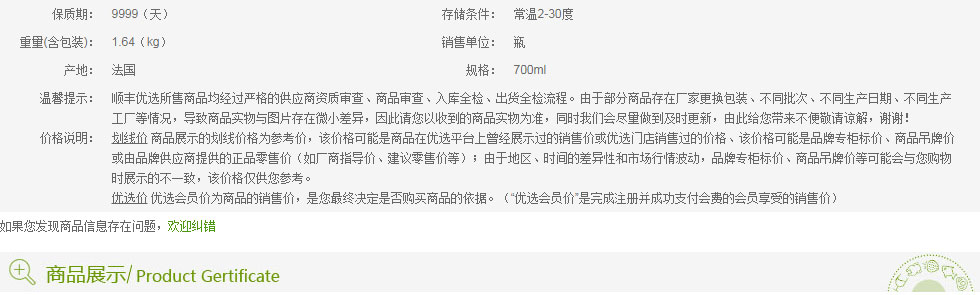 保质期： 9999（天） 存储条件： 常温2-30度
重量(含包装)： 1.64（kg） 销售单位： 瓶
产地： 法国 规格： 700ml
温馨提示： 顺丰优选所售商品均经过严格的供应商资质审查、商品审查、入库全检、出货全检流程。由于部分商品存在厂家更换包装、不同批次、不同生产日期、不同生产
工厂等情况，导致商品实物与图片存在微小差异，因此请您以收到的商品实物为准，同时我们会尽量做到及时更新，由此给您带来不便敬请谅解，谢谢！
价格说明： 划线价 商品展示的划线价格为参考价，该价格可能是商品在优选平台上曾经展示过的销售价或优选门店销售过的价格、该价格可能是品牌专柜标价、商品吊牌价
或由品牌供应商提供的正品零售价（如厂商指导价、建议零售价等）；由于地区、时间的差异性和市场行情波动，品牌专柜标价、商品吊牌价等可能会与您购物
时展示的不一致，该价格仅供您参考。
优选价 优选会员价为商品的销售价，是您最终决定是否购买商品的依据。（“优选会员价”是完成注册并成功支付会费的会员享受的销售价）
如果您发现商品信息存在问题，欢迎纠错
商品展示/ Product Gertificate